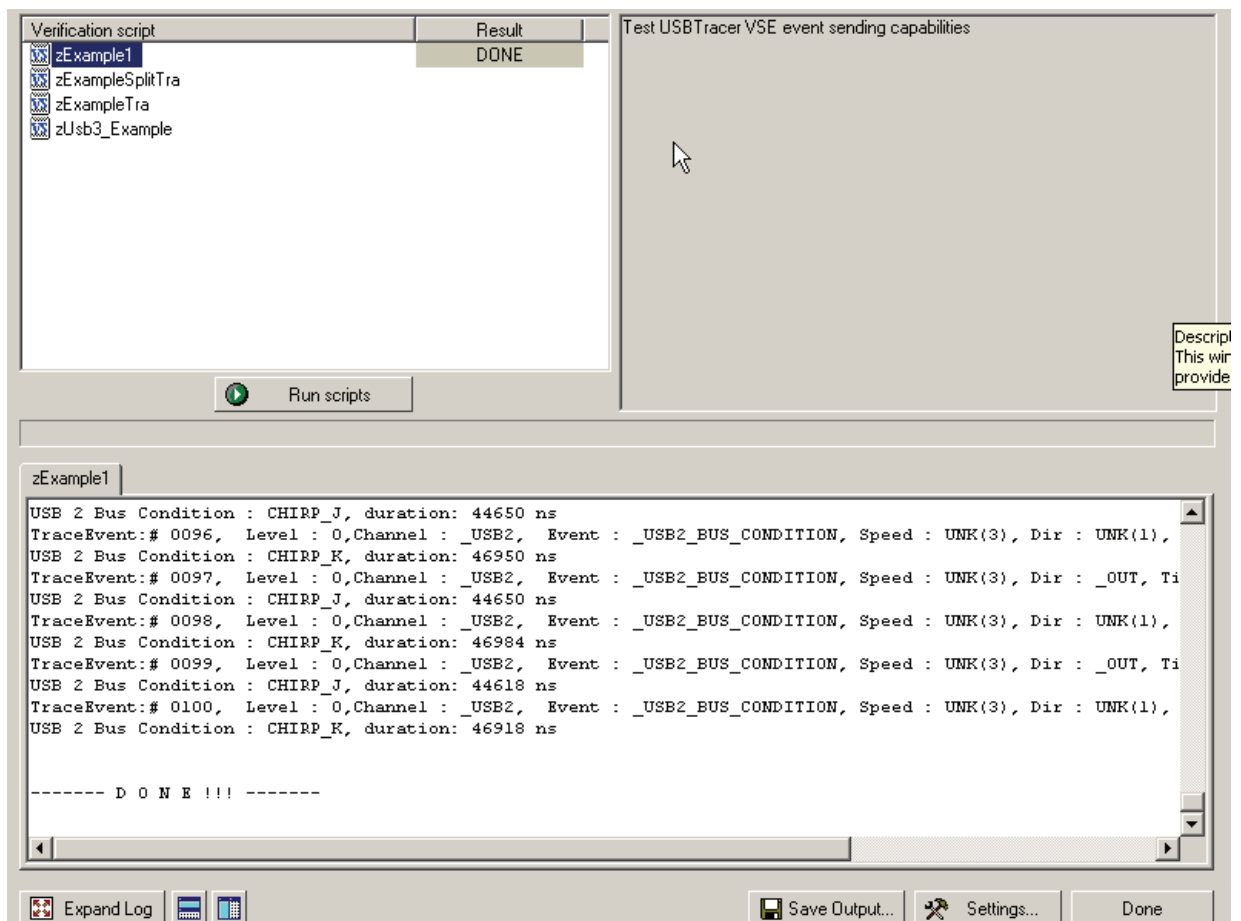 Verification script Result
zExample1 DONE
zExampleSplitTra
zExampleTra
zUsb3_Example
Test USBTracer VSE event sending capabilities
Descript
This win
provide
Run scripts
zExample1
USB 2 Bus Condition : CHIRP_J, duration: 44650 ns
TraceEvent:# 0096, Level : 0,Channel : _USB2, Event : _USB2_BUS_CONDITION, Speed : UNK(3), Dir : UNK(1),
USB 2 Bus Condition : CHIRP_K, duration: 46950 ns
TraceEvent:# 0097, Level : 0,Channel : _USB2, Event : _USB2_BUS_CONDITION, Speed : UNK(3), Dir : _OUT, Ti
USB 2 Bus Condition : CHIRP_J, duration: 44650 ns
TraceEvent:# 0098, Level : 0,Channel : _USB2, Event : _USB2_BUS_CONDITION, Speed : UNK(3), Dir : UNK(1),
USB 2 Bus Condition : CHIRP_K, duration: 46984 ns
TraceEvent:# 0099, Level : 0,Channel : _USB2, Event : _USB2_BUS_CONDITION, Speed : UNK(3), Dir : _OUT, Ti
USB 2 Bus Condition : CHIRP_J, duration: 44618 ns
TraceEvent:# 0100, Level : 0,Channel : _USB2, Event : _USB2_BUS_CONDITION, Speed : UNK(3), Dir : UNK(1),
USB 2 Bus Condition : CHIRP_K, duration: 46918 ns
------- D O N E !!! -------
Expand Log Save Output... Settings... Done